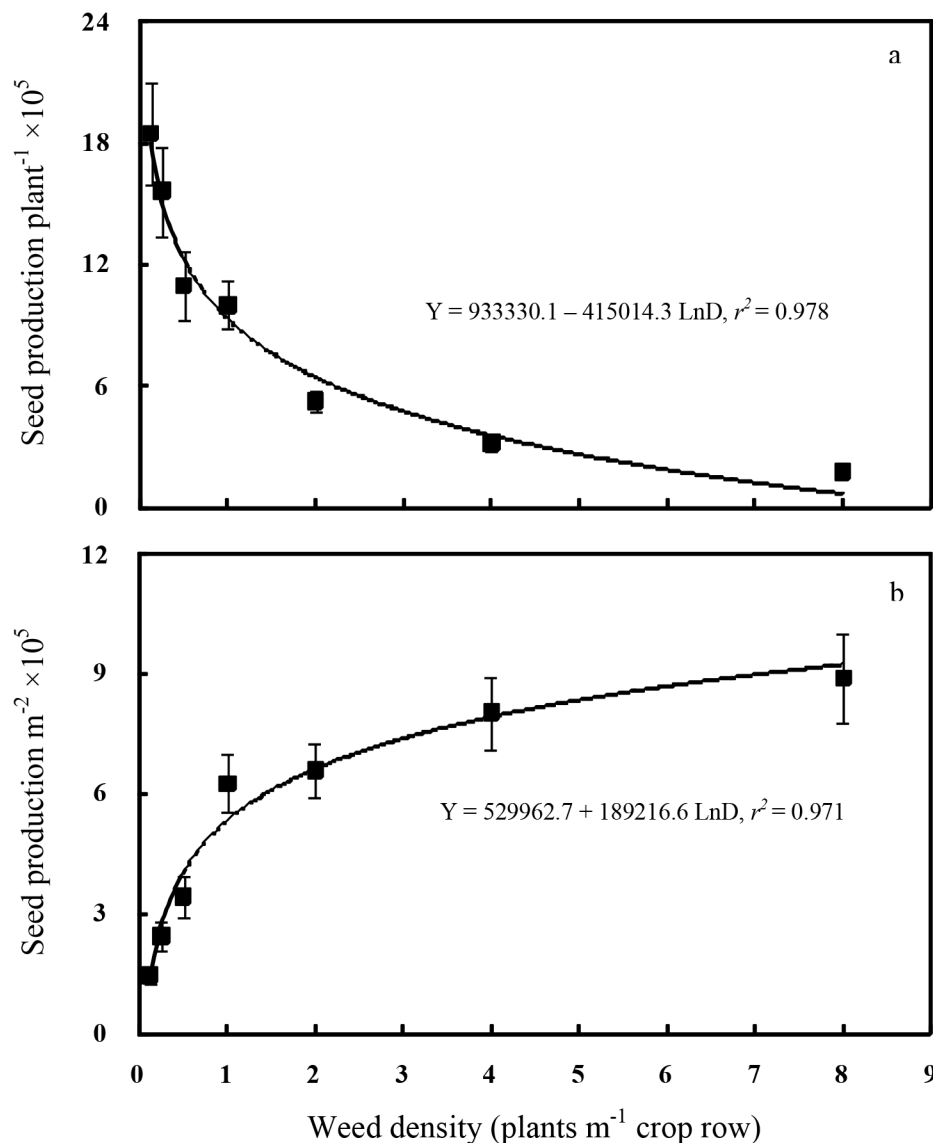 24
18
12
6
0
Seed production plant⁻¹ ×10⁵
a
Y = 933330.1 – 415014.3 LnD, r² = 0.978
12
9
6
3
0
Seed production m⁻² ×10⁵
b
Y = 529962.7 + 189216.6 LnD, r² = 0.971
0 1 2 3 4 5 6 7 8 9
Weed density (plants m⁻¹ crop row)